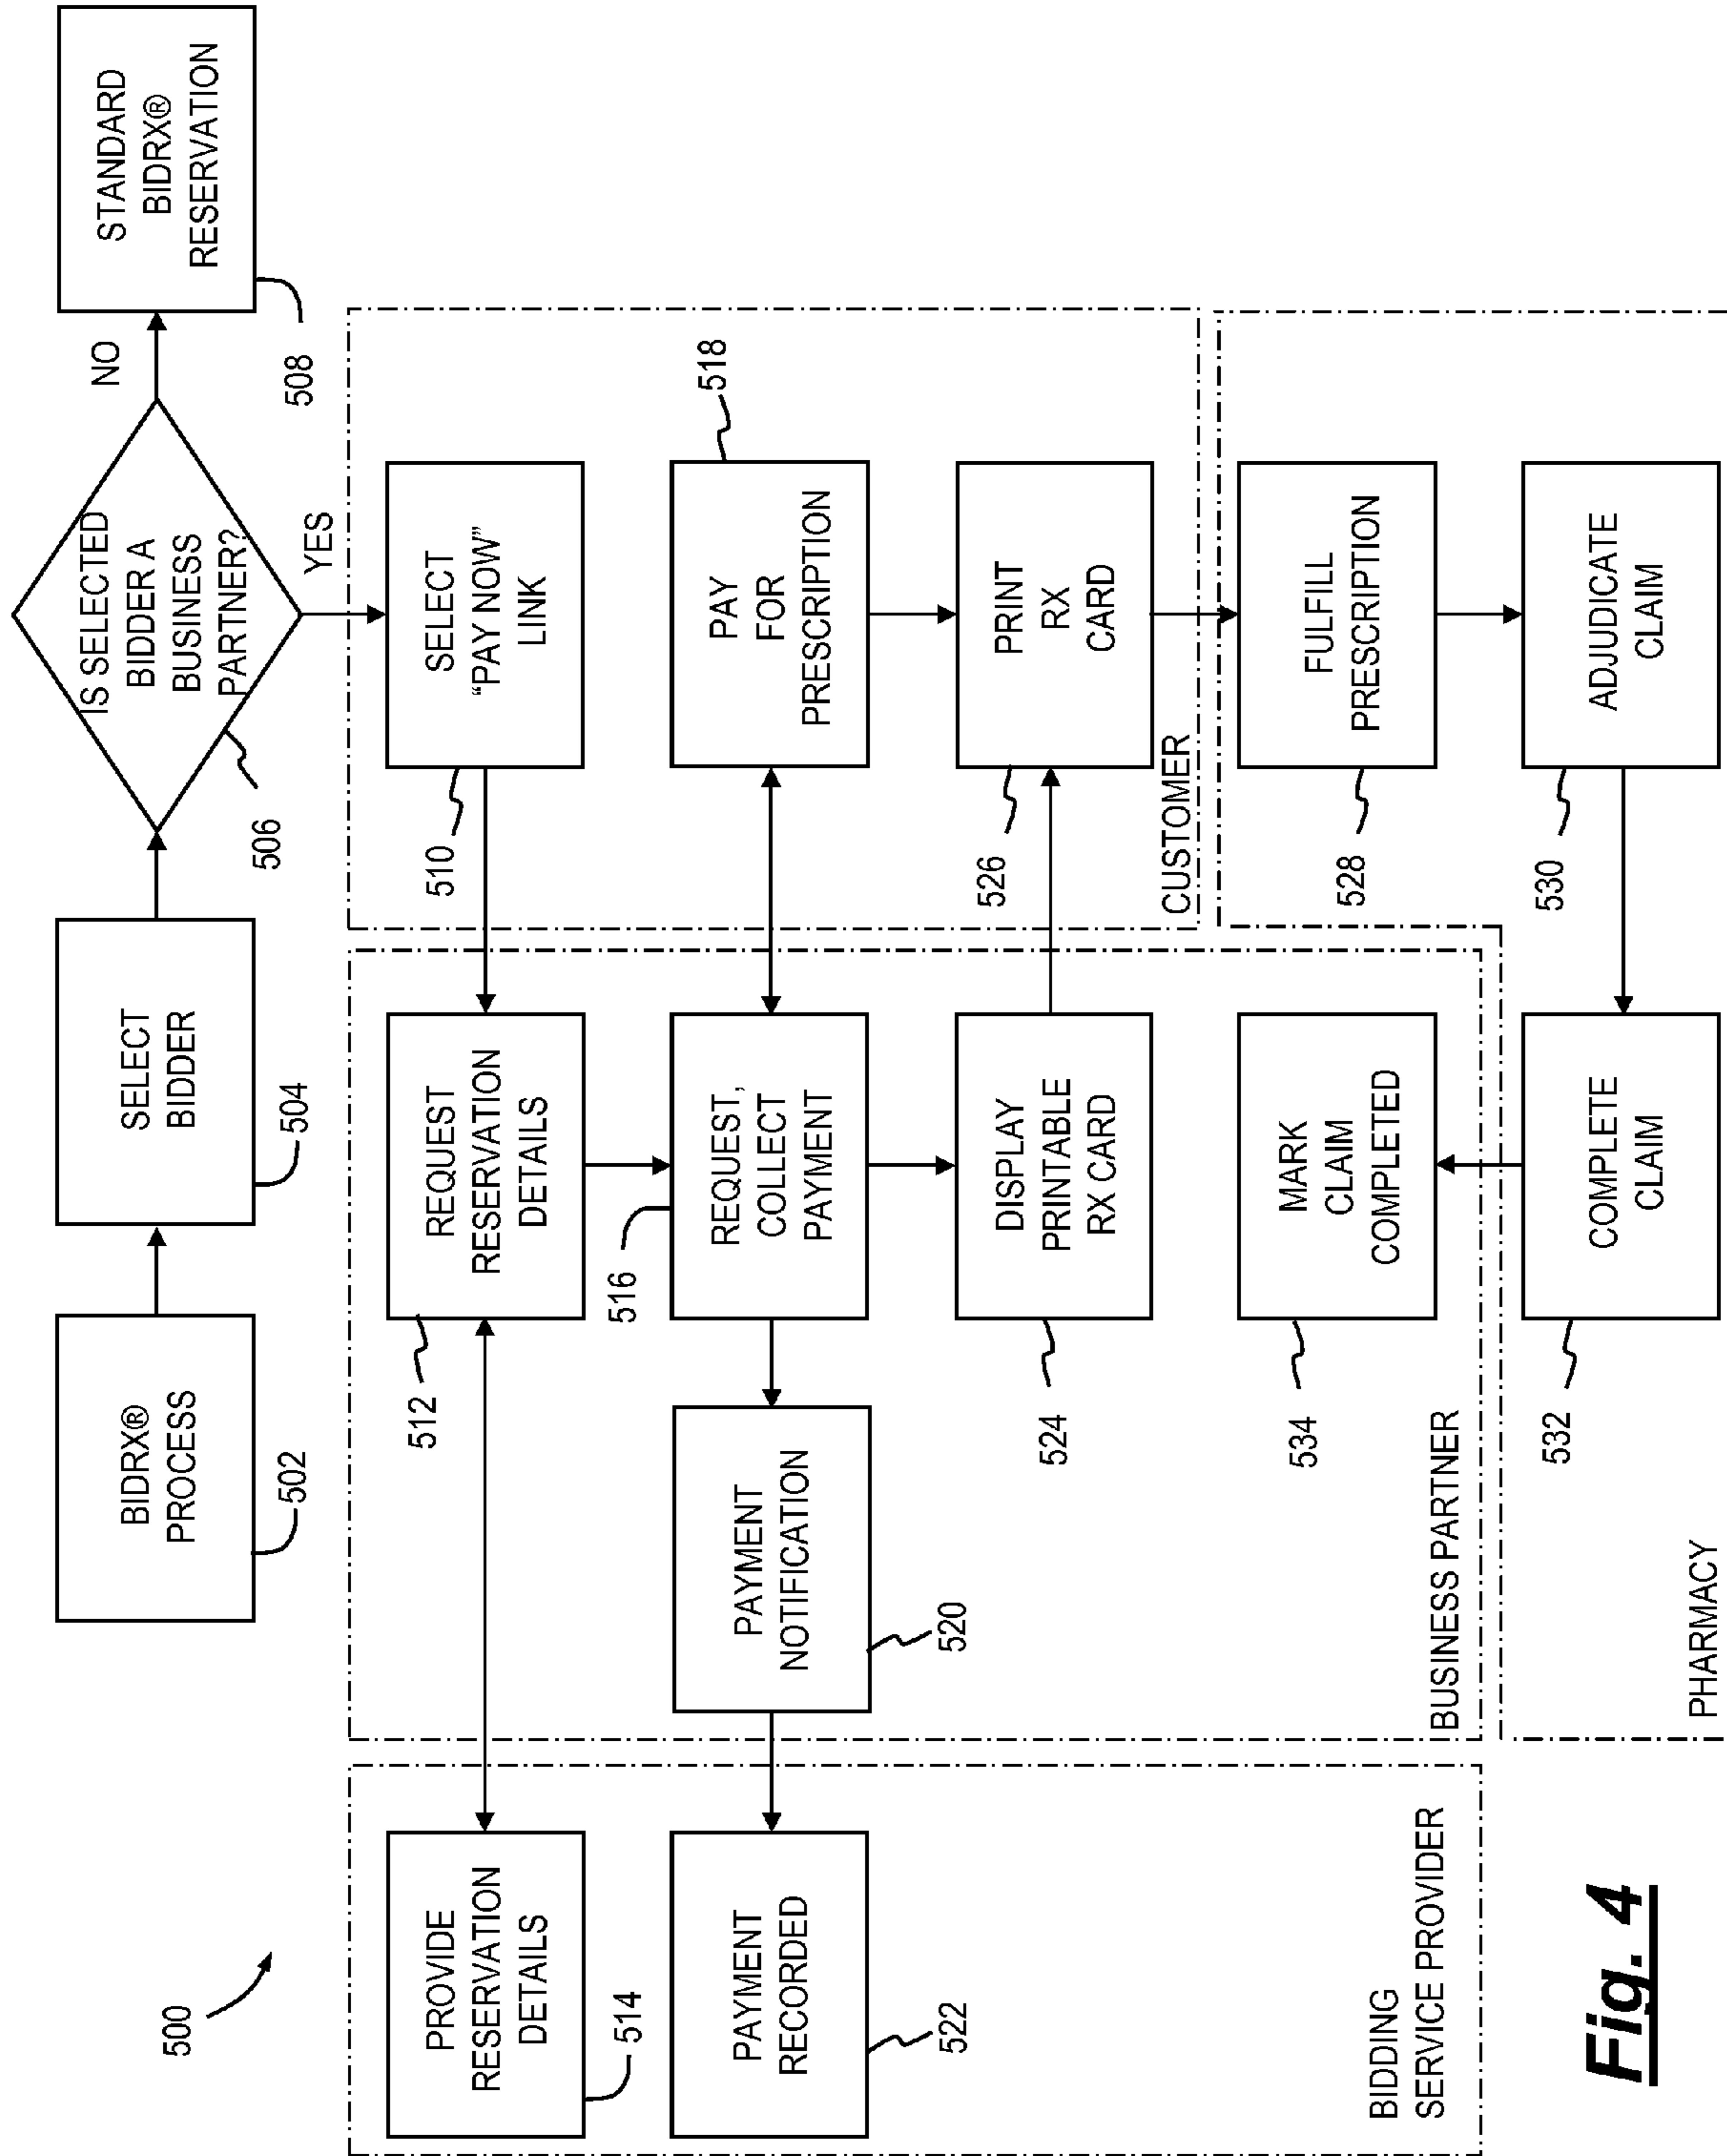 500
BIDRX®
PROCESS
502
SELECT
BIDDER
504
IS SELECTED
BIDDER A
BUSINESS
PARTNER?
506
NO
YES
STANDARD
BIDRX®
RESERVATION
508
PROVIDE
RESERVATION
DETAILS
514
REQUEST
RESERVATION
DETAILS
512
SELECT
“PAY NOW”
LINK
510
PAYMENT
RECORDED
522
PAYMENT
NOTIFICATION
520
REQUEST,
COLLECT
PAYMENT
516
PAY
FOR
PRESCRIPTION
518
DISPLAY
PRINTABLE
RX CARD
524
PRINT
RX
CARD
526
CUSTOMER
MARK
CLAIM
COMPLETED
534
FULFILL
PRESCRIPTION
528
BIDDING
SERVICE PROVIDER
BUSINESS PARTNER
COMPLETE
CLAIM
532
ADJUDICATE
CLAIM
530
PHARMACY
Fig. 4